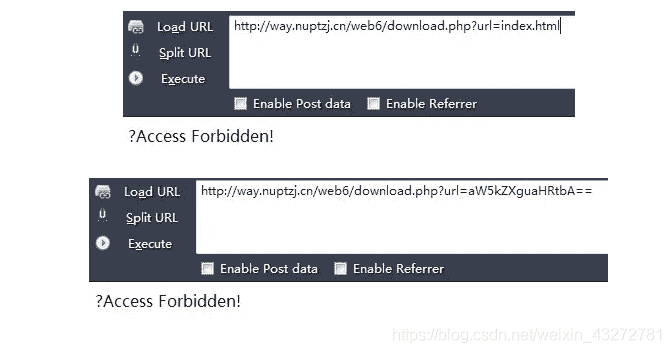 Load URL
http://way.nuptzj.cn/web6/download.php?url=index.html
Split URL
Execute
Enable Post data Enable Referrer
?Access Forbidden!
Load URL
http://way.nuptzj.cn/web6/download.php?url=aW5kZXguaHRtbA==
Split URL
Execute
Enable Post data Enable Referrer
?Access Forbidden!
https://blog.csdn.net/weixin_43272781